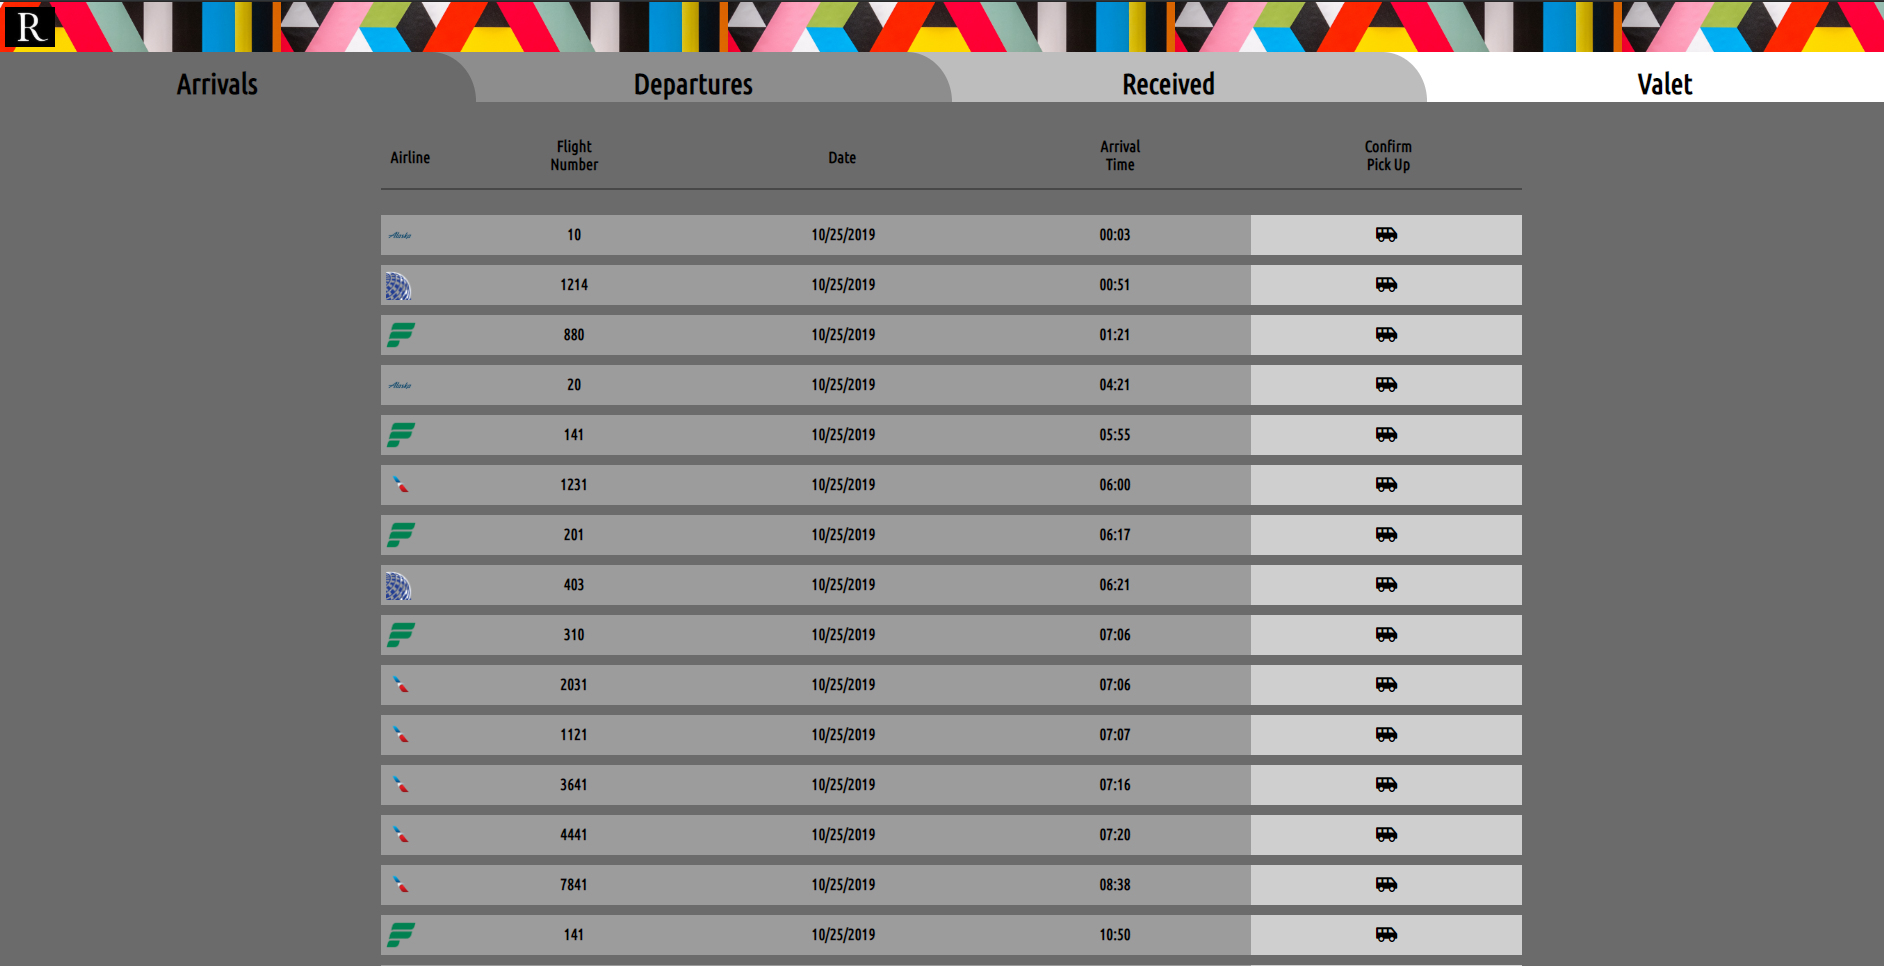 R
Arrivals Departures Received Valet
Airline Flight Number Date Arrival Time Confirm Pick Up
Alaska 10 10/25/2019 00:03
1214 10/25/2019 00:51
880 10/25/2019 01:21
Alaska 20 10/25/2019 04:21
141 10/25/2019 05:55
1231 10/25/2019 06:00
201 10/25/2019 06:17
403 10/25/2019 06:21
310 10/25/2019 07:06
2031 10/25/2019 07:06
1121 10/25/2019 07:07
3641 10/25/2019 07:16
4441 10/25/2019 07:20
7841 10/25/2019 08:38
141 10/25/2019 10:50